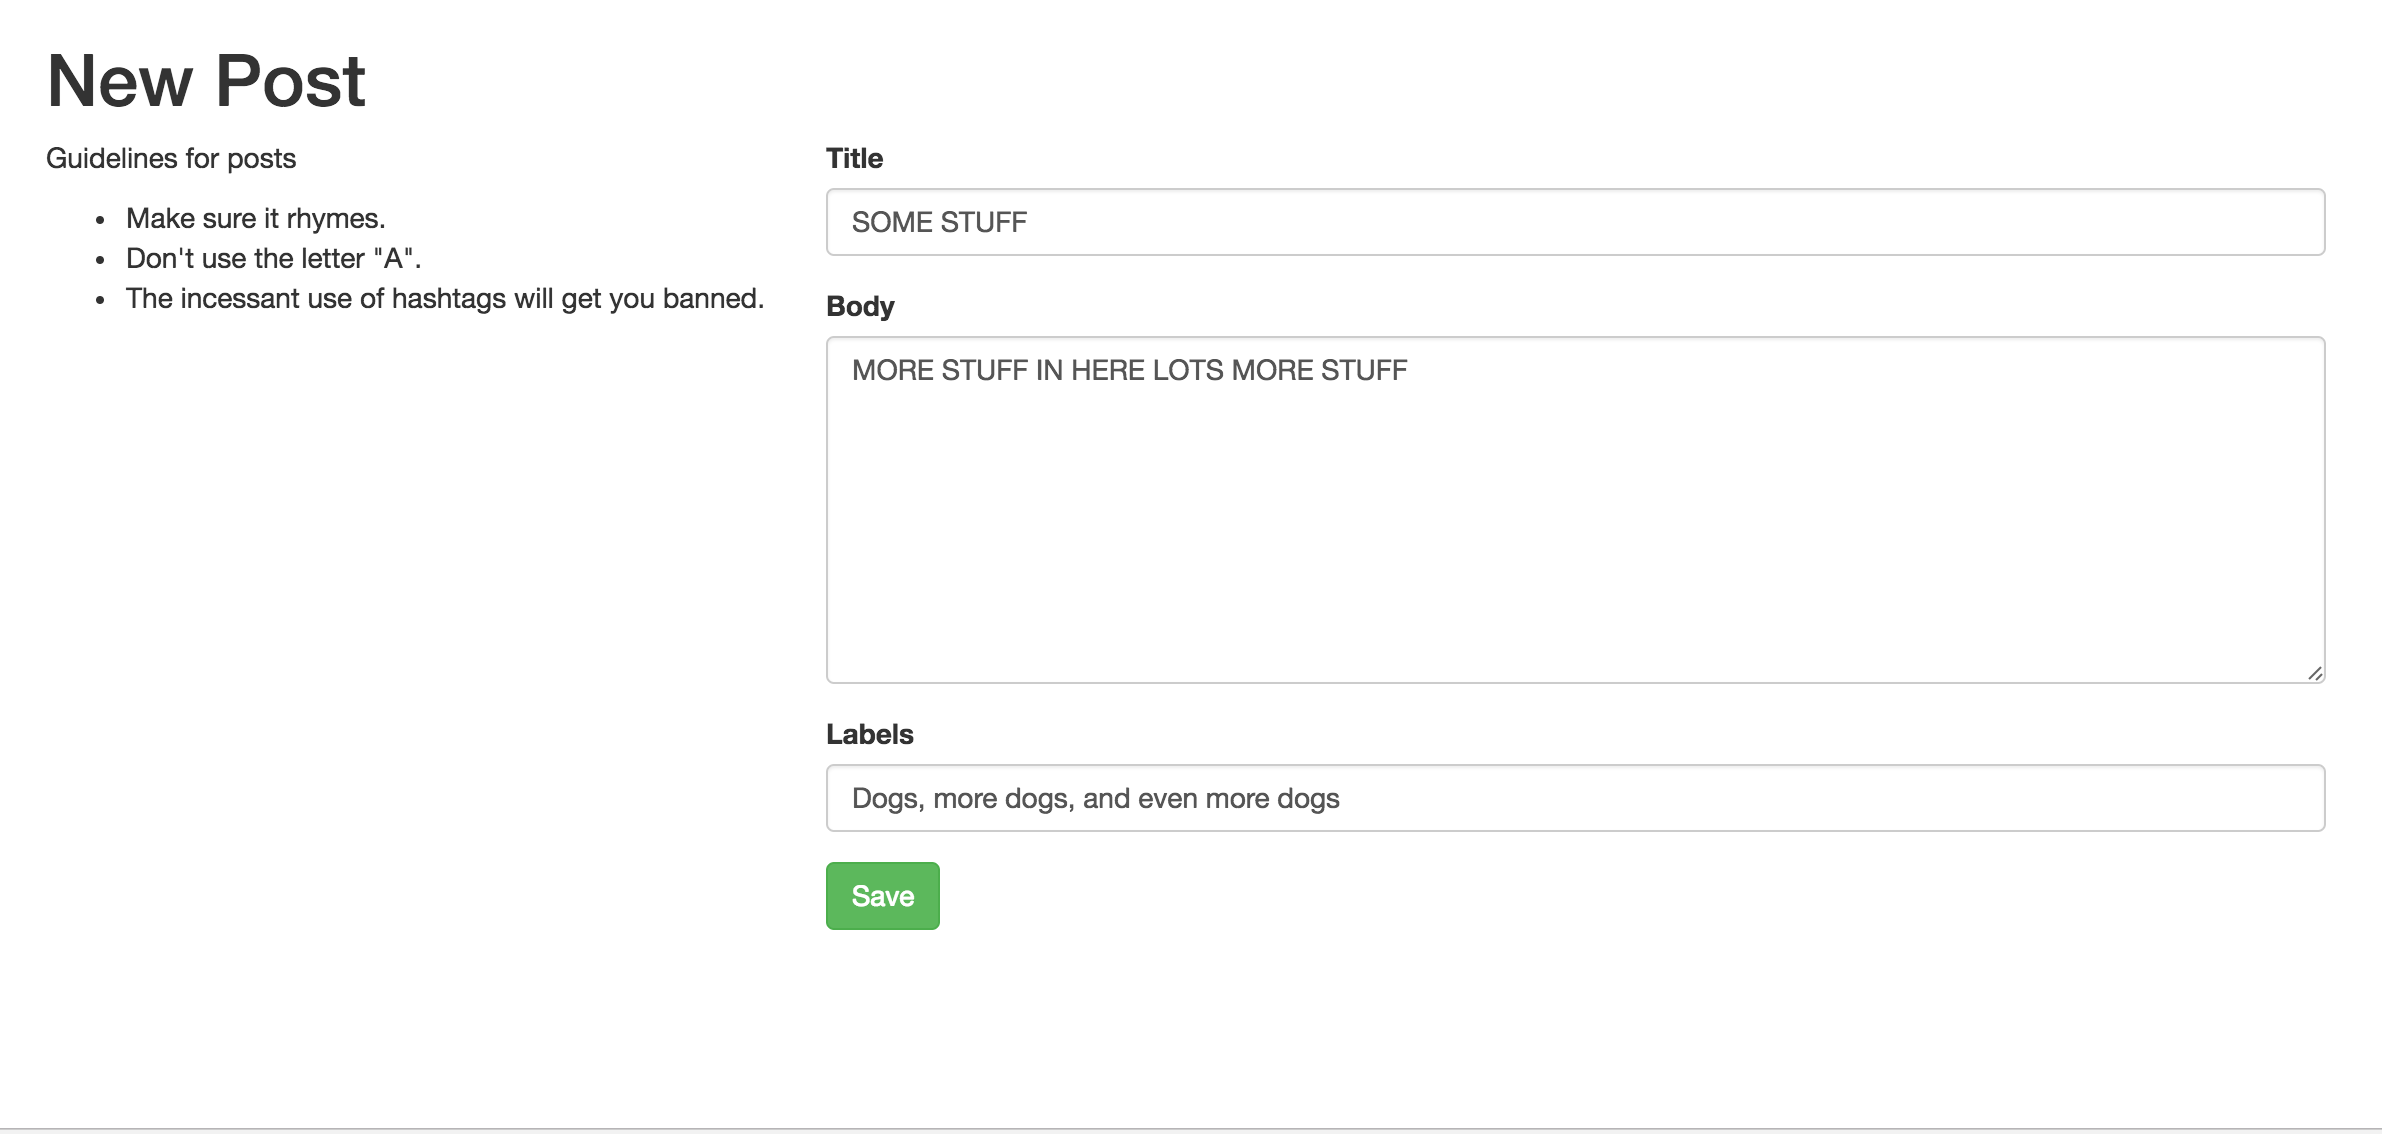 New Post
Guidelines for posts
Make sure it rhymes.
Don't use the letter "A".
The incessant use of hashtags will get you banned.
Title
SOME STUFF
Body
MORE STUFF IN HERE LOTS MORE STUFF
Labels
Dogs, more dogs, and even more dogs
Save